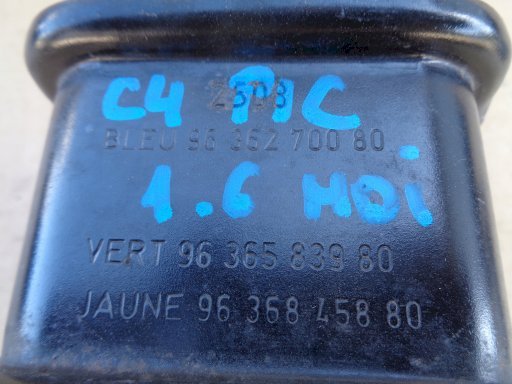 C4 PIC
BLEU 96 362 700 80
1.6 HDi
VERT 96 365 839 80
JAUNE 96 368 458 80